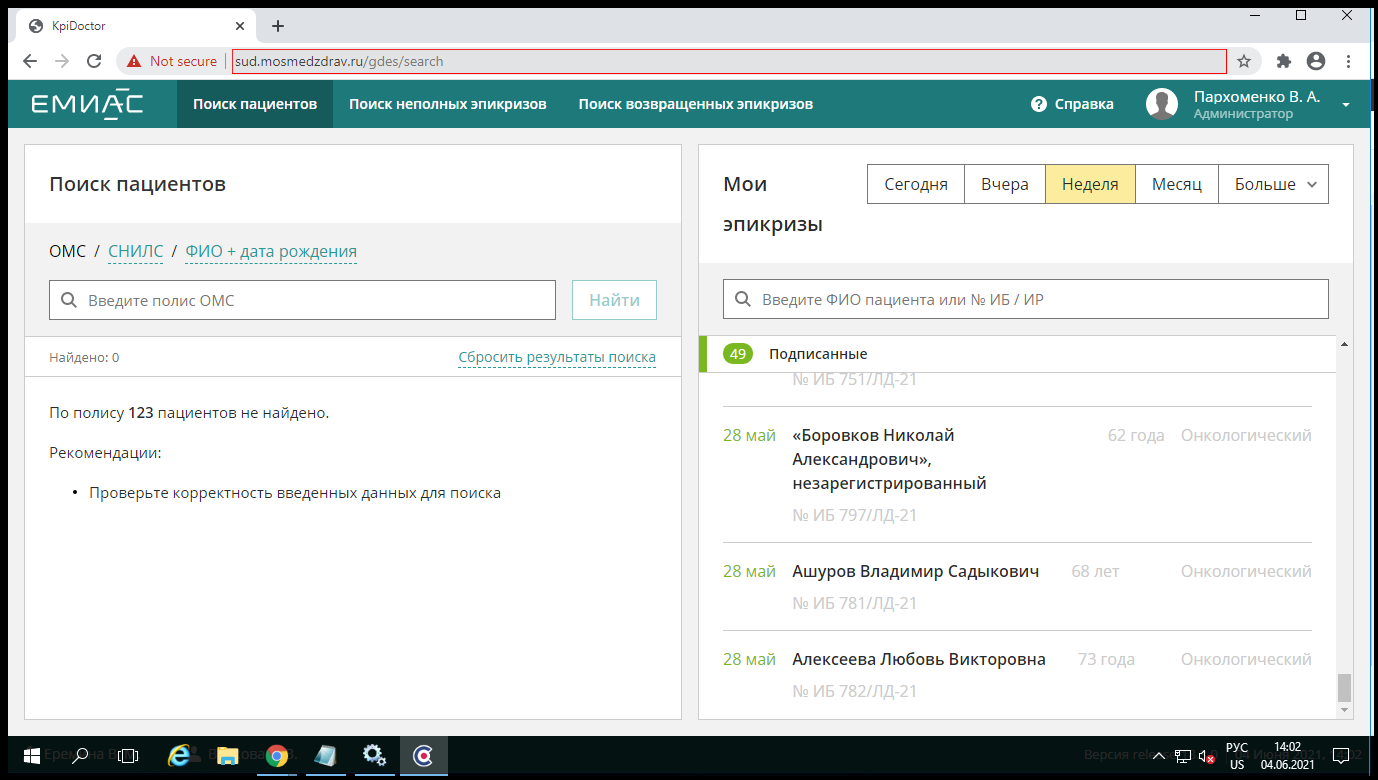 KpiDoctor
Not secure
sud.mosmedzdrav.ru/gdes/search
ЕМИАС
Поиск пациентов
Поиск неполных эпикризов
Поиск возвращенных эпикризов
Справка
Пархоменко В. А.
Администратор
Поиск пациентов
ОМС / СНИЛС / ФИО + дата рождения
Введите полис ОМС
Найти
Найдено: 0
Сбросить результаты поиска
По полису 123 пациентов не найдено.
Рекомендации:
• Проверьте корректность введенных данных для поиска
Мои
эпикризы
Сегодня
Вчера
Неделя
Месяц
Больше
Введите ФИО пациента или № ИБ / ИР
49 Подписанные
№ ИБ 751/ЛД-21
28 май «Боровков Николай 62 года Онкологический
Александрович»,
незарегистрированный
№ ИБ 797/ЛД-21
28 май Ашуров Владимир Садыкович 68 лет Онкологический
№ ИБ 781/ЛД-21
28 май Алексеева Любовь Викторовна 73 года Онкологический
№ ИБ 782/ЛД-21
Версия
РУС
US
14:02
04.06.2021